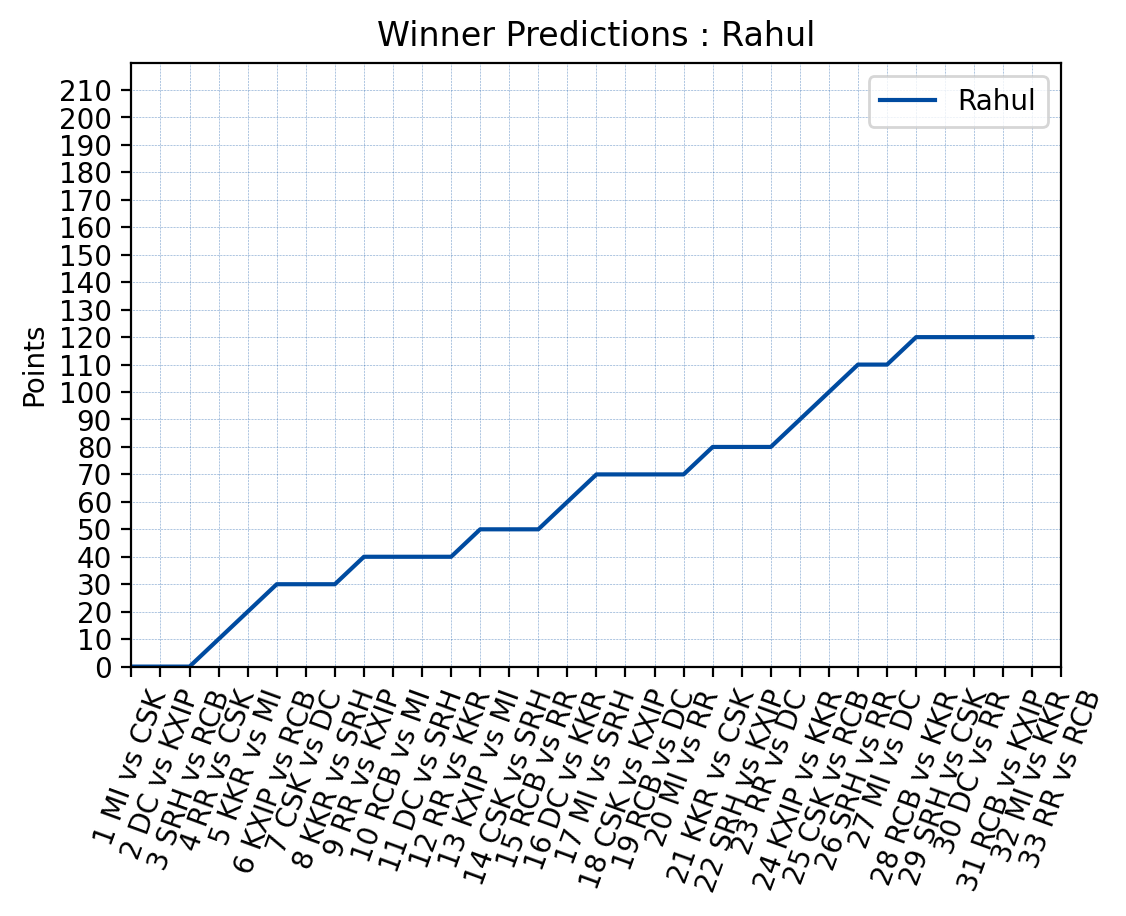 Winner Predictions : Rahul
Rahul
Points
210
200
190
180
170
160
150
140
130
120
110
100
90
80
70
60
50
40
30
20
10
0
1 MI vs CSK
2 DC vs KXIP
3 SRH vs RCB
4 RR vs CSK
5 KKR vs MI
6 KXIP vs RCB
7 CSK vs DC
8 KKR vs SRH
9 RR vs KXIP
10 RCB vs MI
11 DC vs SRH
12 RR vs KKR
13 KXIP vs MI
14 CSK vs SRH
15 RCB vs RR
16 DC vs KKR
17 MI vs SRH
18 CSK vs KXIP
19 RCB vs DC
20 MI vs RR
21 KKR vs CSK
22 SRH vs KXIP
23 RR vs DC
24 KXIP vs KKR
25 CSK vs RCB
26 SRH vs RR
27 MI vs DC
28 RCB vs KKR
29 SRH vs CSK
30 DC vs RR
31 RCB vs KXIP
32 MI vs KKR
33 RR vs RCB